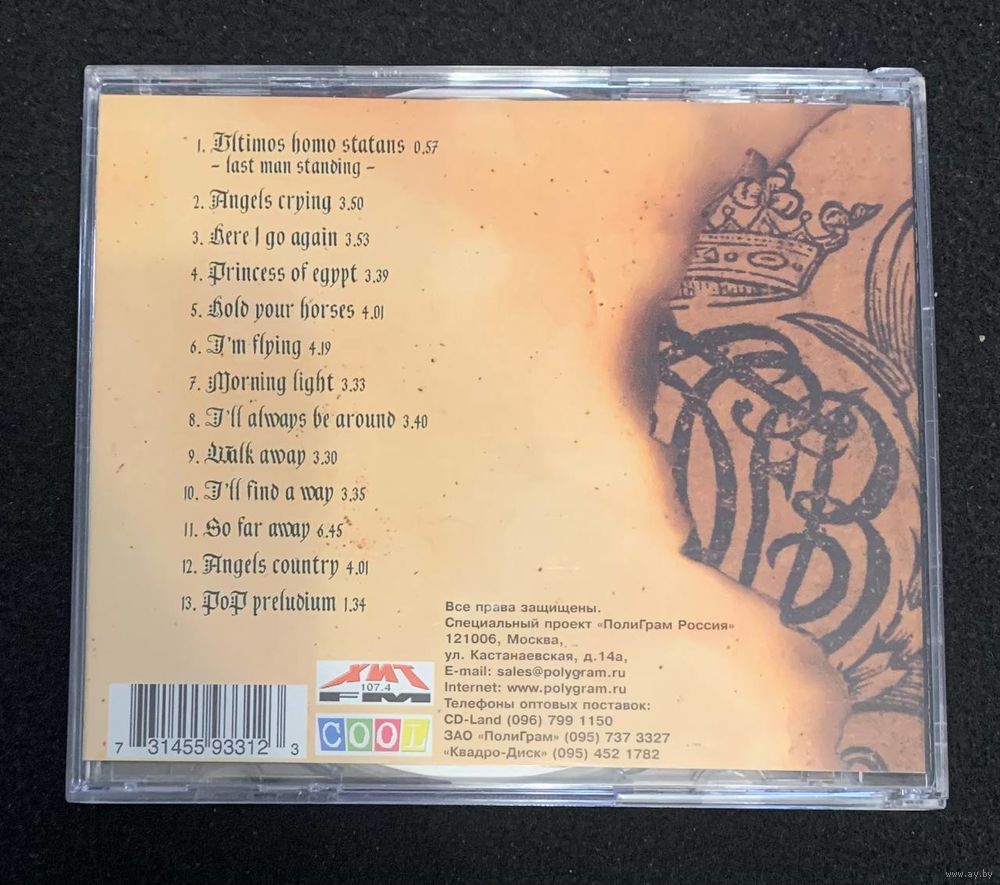 1. Ultimos homo statans 0.57
- last man standing -
2. Angels crying 3.50
3. Here I go again 3.53
4. Princess of egypt 3.39
5. Hold your horses 4.01
6. I'm flying 4.19
7. Morning light 3.33
8. I'll always be around 3.40
9. Walk away 3.30
10. I'll find a way 3.35
11. So far away 6.45
12. Angels country 4.01
13. PoP preludium 1.34
Все права защищены.
Специальный проект «ПолиГрам Россия»
121006, Москва,
ул. Кастанаевская, д.14а,
E-mail: sales@polygram.ru
Internet: www.polygram.ru
Телефоны оптовых поставок:
CD-Land (096) 799 1150
ЗАО «ПолиГрам» (095) 737 3327
«Квадро-Диск» (095) 452 1782
ХИТ
107.4
FM
COOL
7 31455 93312 3
www.ay.by